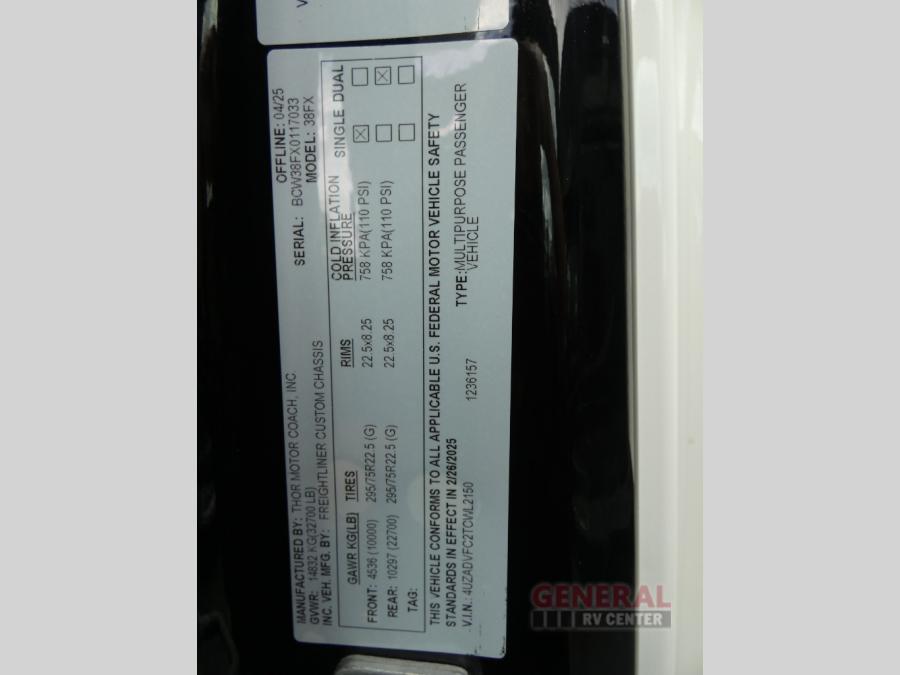 OFFLINE: 04/25
MANUFACTURED BY: THOR MOTOR COACH, INC SERIAL: BCW38FX0117033
GVWR: 14832 KG(32700 LB) MODEL: 38FX
INC. VEH. MFG. BY: FREIGHTLINER CUSTOM CHASSIS
GAWR KG(LB) TIRES RIMS COLD INFLATION PRESSURE SINGLE DUAL
FRONT: 4536 (10000) 295/75R22.5 (G) 22.5x8.25 758 KPA(110 PSI) ☒ ☐
REAR: 10297 (22700) 295/75R22.5 (G) 22.5x8.25 758 KPA(110 PSI) ☐ ☒
TAG: ☐ ☐
THIS VEHICLE CONFORMS TO ALL APPLICABLE U.S. FEDERAL MOTOR VEHICLE SAFETY
STANDARDS IN EFFECT IN 2/26/2025 TYPE:MULTIPURPOSE PASSENGER
V.I.N.: 4UZADVFC2TCWL2150 1236157 VEHICLE
GENERAL
RV CENTER